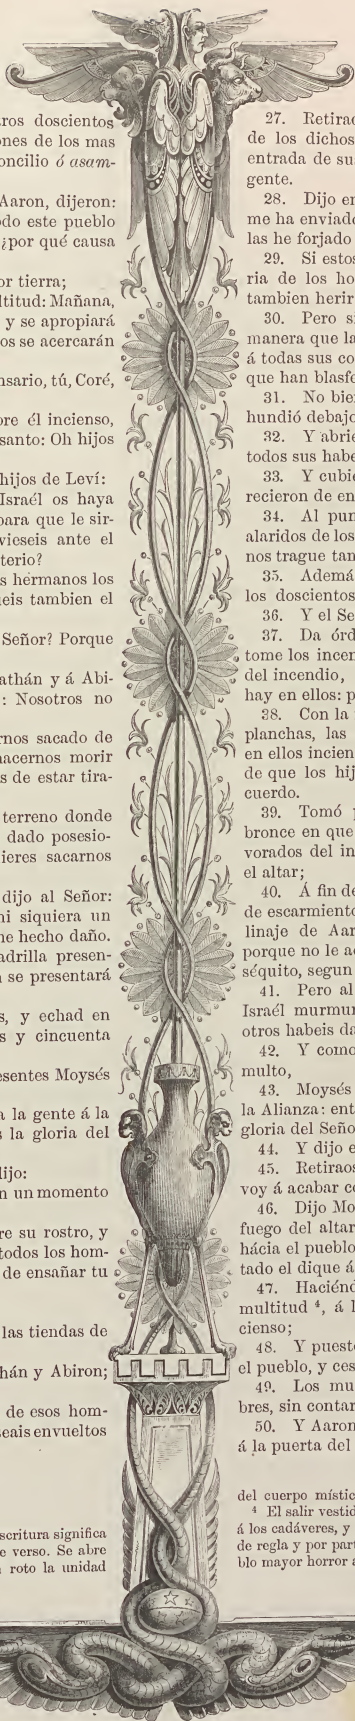 ros doscientos
ones de los mas
oncilio ó asam-
Aaron, dijeron:
odo este pueblo
¿por qué causa
or tierra;
ltitud: Mañana,
y se apropiará
os se acercarán
nsario, tú, Coré,
bre él incienso,
santo: Oh hijos
hijos de Leví:
Israél os haya
para que le sir-
vieseis ante el
terio?
s hermanos los
eis tambien el
Señor? Porque
athán y á Abi-
: Nosotros no
rnos sacado de
hacernos morir
s de estar tira-
terreno donde
dado posesio-
ieres sacarnos
dijo al Señor:
ni siquiera un
he hecho daño.
adrilla presen-
n se presentará
s, y echad en
s y cincuenta
esentes Moysés
a la gente á la
s la gloria del
lijo:
n un momento
re su rostro, y
todos los hom-
de ensañar tu
las tiendas de
hán y Abiron;
de esos hom-
seais envueltos
scritura significa
e verso. Se abre
roto la unidad
27. Retirad
de los dichos
entrada de su
gente.
28. Dijo en
me ha enviado
las he forjado
29. Si estos
ria de los ho
tambien herir
30. Pero si
manera que la
á todas sus co
que han blasfe
31. No bien
hundió debajo
32. Y abrie
todos sus habe
33. Y cubie
recieron de en
34. Al pun
alaridos de los
nos trague tan
35. Ademá
los doscientos
36. Y el Se
37. Da órd
tome los incen
del incendio,
hay en ellos: p
38. Con la
planchas, las
en ellos incien
de que los hij
cuerdo.
39. Tomó p
bronce en que
vorados del in
el altar;
40. Á fin de
de escarmiento
linaje de Aar
porque no le a
séquito, segun
41. Pero al
Israél murmur
otros habeis da
42. Y como
multo,
43. Moysés
la Alianza: ent
gloria del Seño
44. Y dijo e
45. Retiraos
voy á acabar co
46. Dijo Mo
fuego del altar
hácia el pueblo
tado el dique á
47. Haciénd
multitud ⁴, á l
cienso;
48. Y puesto
el pueblo, y ces
49. Los mu
bres, sin contar
50. Y Aaron
á la puerta del
del cuerpo místic
⁴ El salir vestid
á los cadáveres, y
de regla y por part
blo mayor horror a